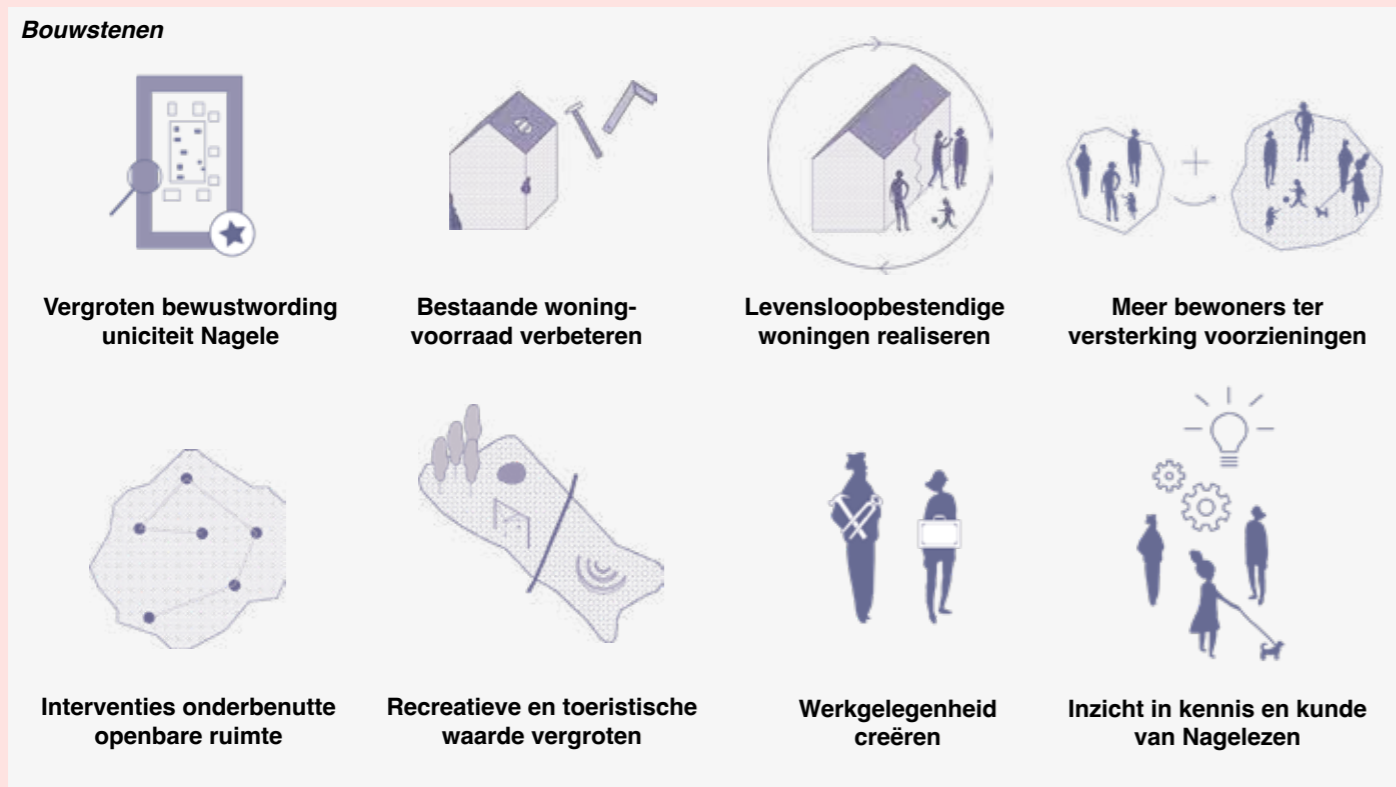 Bouwstenen
Vergroten bewustwording
uniciteit Nagele
Bestaande woning-
voorraad verbeteren
Levensloopbestendige
woningen realiseren
Meer bewoners ter
versterking voorzieningen
Interventies onderbenutte
openbare ruimte
Recreatieve en toeristische
waarde vergroten
Werkgelegenheid
creëren
Inzicht in kennis en kunde
van Nagelezen